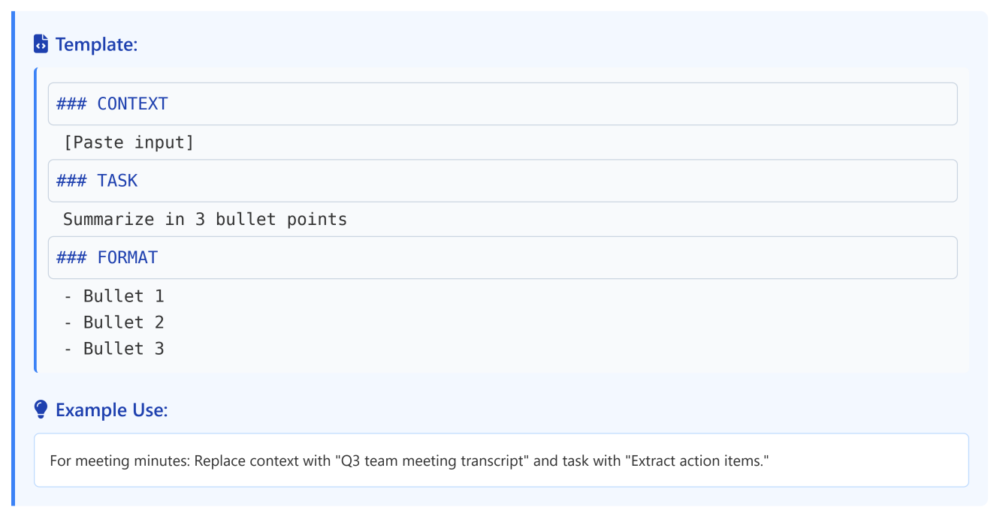 Template:
### CONTEXT
[Paste input]
### TASK
Summarize in 3 bullet points
### FORMAT
- Bullet 1
- Bullet 2
- Bullet 3
Example Use:
For meeting minutes: Replace context with "Q3 team meeting transcript" and task with "Extract action items."